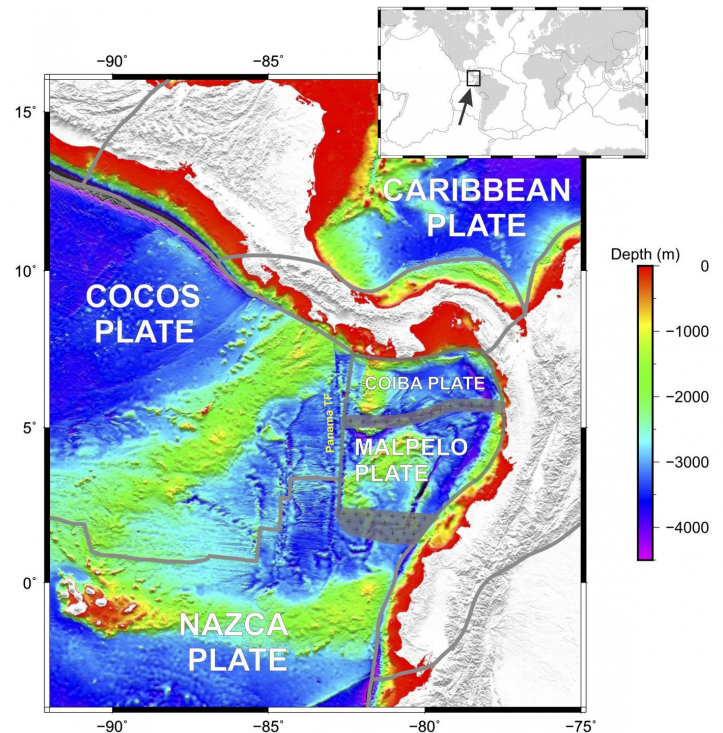 −90˚ −85˚
15˚
CARIBBEAN
PLATE
10˚
COCOS
PLATE
Depth (m)
0
−1000
−2000
−3000
−4000
COIBA PLATE
Panama TF
5˚
MALPELO
PLATE
0˚
NAZCA
PLATE
−90˚ −85˚ −80˚ −75˚